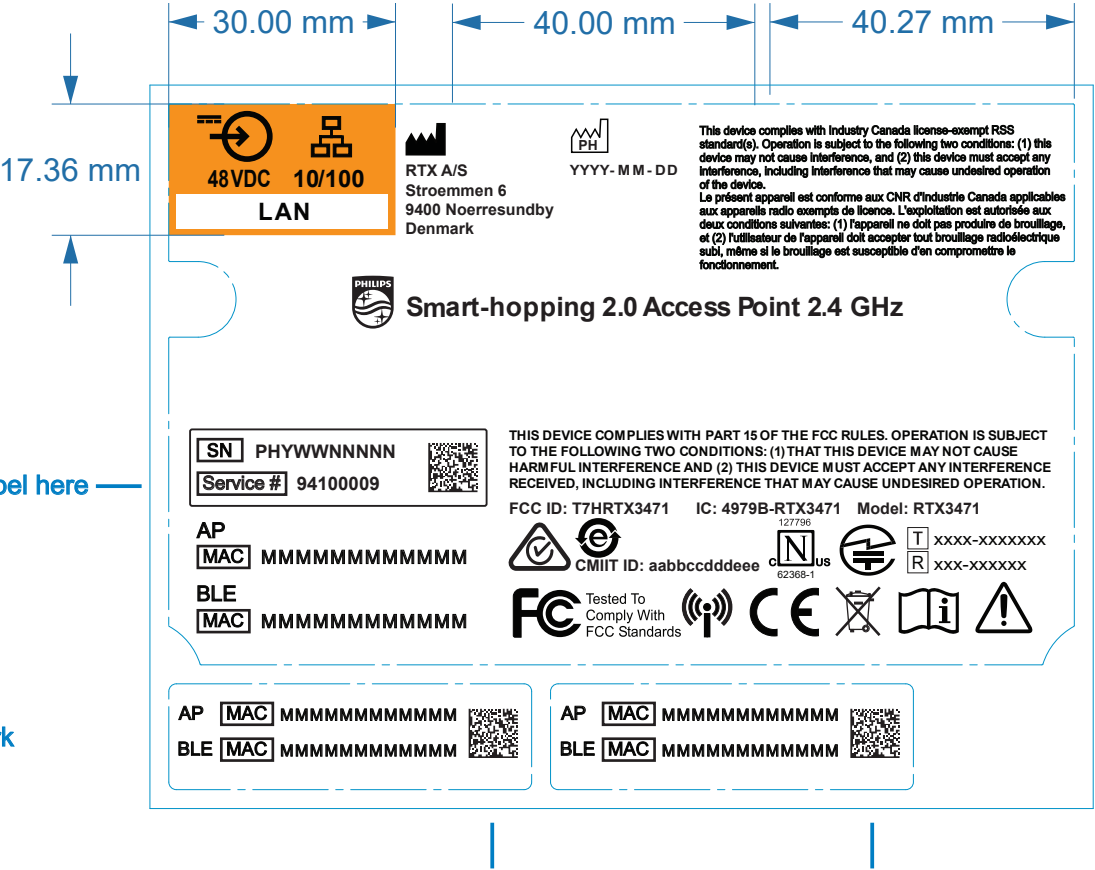 30.00 mm
40.00 mm
40.27 mm
17.36 mm
48VDC 10/100
LAN
RTX A/S
Stroemmen 6
9400 Noerresundby
Denmark
PH
YYYY-MM-DD
This device complies with Industry Canada license-exempt RSS
standard(s). Operation is subject to the following two conditions: (1) this
device may not cause interference, and (2) this device must accept any
interference, including interference that may cause undesired operation
of the device.
Le présent appareil est conforme aux CNR d'Industrie Canada applicables
aux appareils radio exempts de licence. L'exploitation est autorisée aux
deux conditions suivantes: (1) l'appareil ne doit pas produire de brouillage,
et (2) l'utilisateur de l'appareil doit accepter tout brouillage radioélectrique
subi, même si le brouillage est susceptible d'en compromettre le
fonctionnement.
PHILIPS
Smart-hopping 2.0 Access Point 2.4 GHz
SN PHYWWNNNNN
Service # 94100009
bel here
AP
MAC MMMMMMMMMMMM
BLE
MAC MMMMMMMMMMMM
THIS DEVICE COMPLIES WITH PART 15 OF THE FCC RULES. OPERATION IS SUBJECT
TO THE FOLLOWING TWO CONDITIONS: (1) THAT THIS DEVICE MAY NOT CAUSE
HARMFUL INTERFERENCE AND (2) THIS DEVICE MUST ACCEPT ANY INTERFERENCE
RECEIVED, INCLUDING INTERFERENCE THAT MAY CAUSE UNDESIRED OPERATION.
FCC ID: T7HRTX3471 IC: 4979B-RTX3471 Model: RTX3471
e
CMIIT ID: aabbccdddeee
127796
C N US
62368-1
T xxxx-xxxxxxx
R xxx-xxxxxx
FC
Tested To
Comply With
FCC Standards
CE
i
AP MAC MMMMMMMMMMMM
BLE MAC MMMMMMMMMMMM
AP MAC MMMMMMMMMMMM
BLE MAC MMMMMMMMMMMM
rk